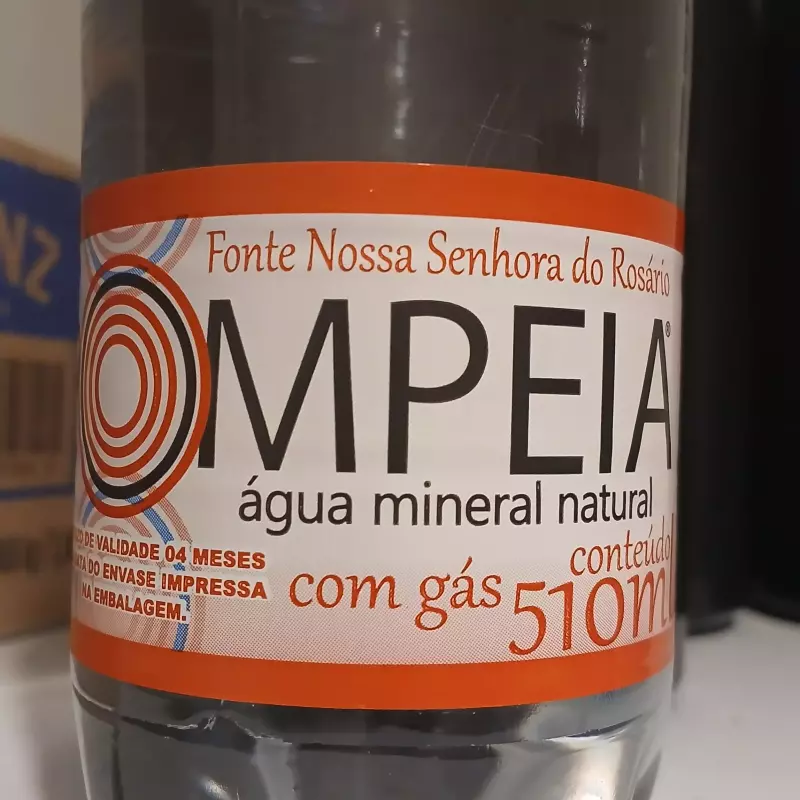 Fonte Nossa Senhora do Rosário
OMPEIA®
água mineral natural
DE VALIDADE 04 MESES
DO ENVASE IMPRESSA
NA EMBALAGEM.
com gás
conteúdo
510ml
NZ